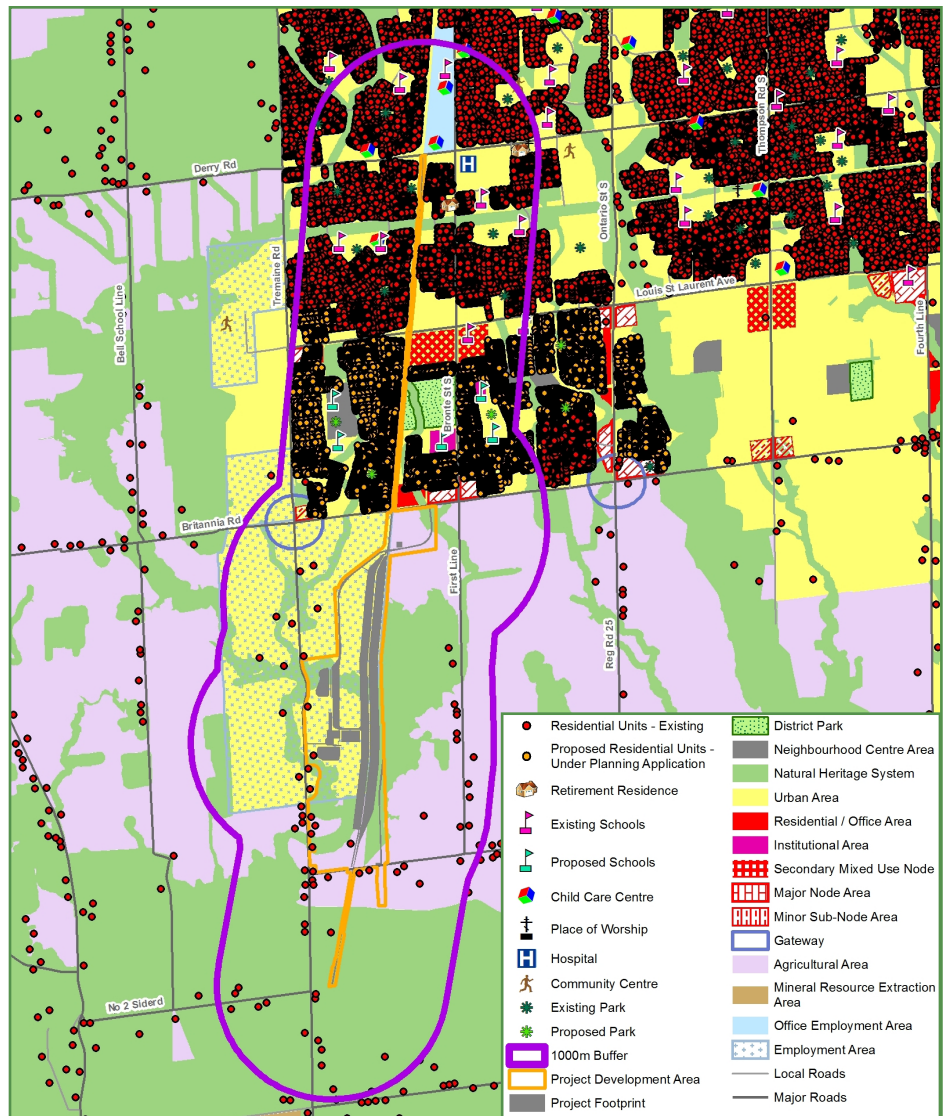 Thompson Rd S
Derry Rd
H
Ontario St S
Tremaine Rd
Louis St Laurent Ave
Bell School Line
Fourth Line
Bronte St S
Britannia Rd
First Line
Reg Rd 25
No 2 Siderd
Residential Units - Existing
Proposed Residential Units -
Under Planning Application
Retirement Residence
Existing Schools
Proposed Schools
Child Care Centre
Place of Worship
H Hospital
Community Centre
Existing Park
Proposed Park
1000m Buffer
Project Development Area
Project Footprint
District Park
Neighbourhood Centre Area
Natural Heritage System
Urban Area
Residential / Office Area
Institutional Area
Secondary Mixed Use Node
Major Node Area
Minor Sub-Node Area
Gateway
Agricultural Area
Mineral Resource Extraction
Area
Office Employment Area
Employment Area
Local Roads
Major Roads